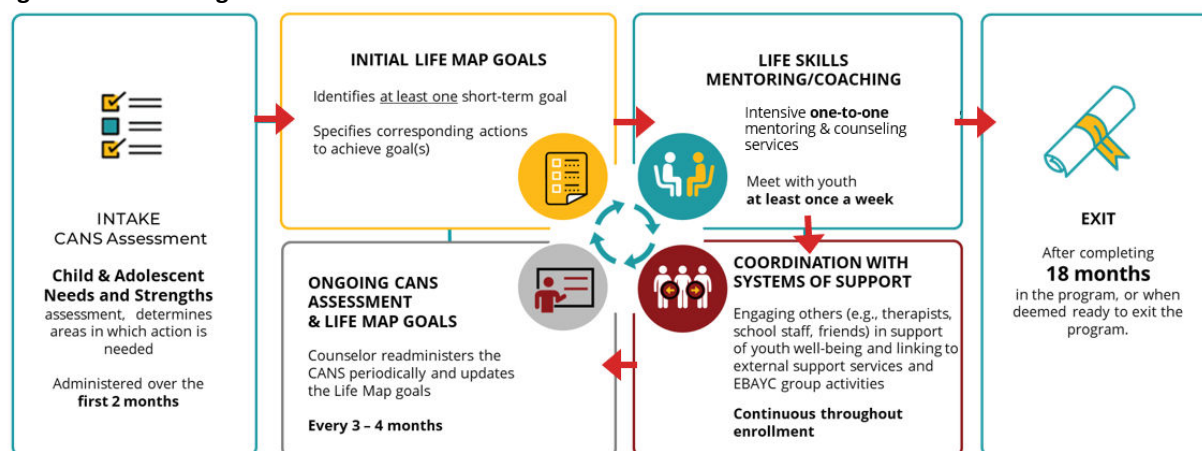 INTAKE
CANS Assessment
Child & Adolescent
Needs and Strengths
assessment, determines
areas in which action is
needed
Administered over the
first 2 months
INITIAL LIFE MAP GOALS
Identifies at least one short-term goal
Specifies corresponding actions
to achieve goal(s)
LIFE SKILLS
MENTORING/COACHING
Intensive one-to-one
mentoring & counseling
services
Meet with youth
at least once a week
COORDINATION WITH
SYSTEMS OF SUPPORT
Engaging others (e.g., therapists,
school staff, friends) in support
of youth well-being and linking to
external support services and
EBAYC group activities
Continuous throughout
enrollment
ONGOING CANS
ASSESSMENT
& LIFE MAP GOALS
Counselor readministers the
CANS periodically and updates
the Life Map goals
Every 3 – 4 months
EXIT
After completing
18 months
in the program, or when
deemed ready to exit the
program.